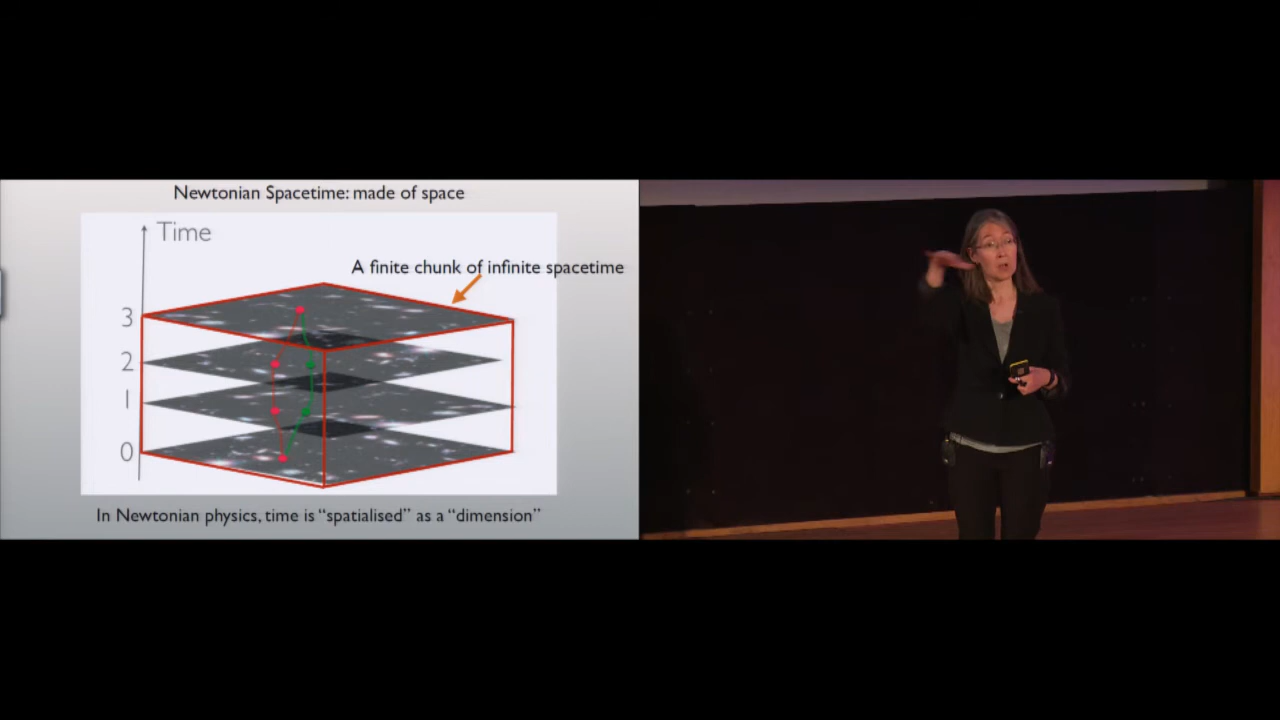 Newtonian Spacetime: made of space
Time
A finite chunk of infinite spacetime
3
2
1
0
In Newtonian physics, time is “spatialised” as a “dimension”